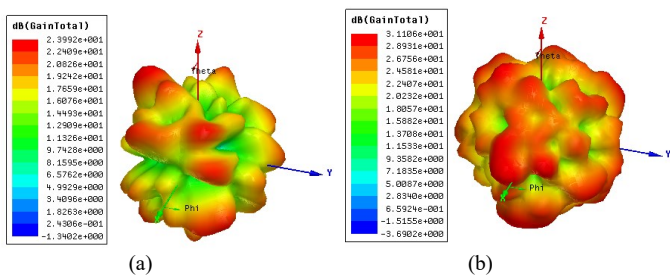 dB(GainTotal)
2.3992e+001
2.2409e+001
2.0826e+001
1.9242e+001
1.7659e+001
1.6076e+001
1.4493e+001
1.2909e+001
1.1326e+001
9.7428e+000
8.1595e+000
6.5762e+000
4.9929e+000
3.4096e+000
1.8263e+000
2.4306e-001
-1.3402e+000
Z
Theta
Y
Phi
(a)
dB(GainTotal)
3.1106e+001
2.8931e+001
2.6756e+001
2.4581e+001
2.2407e+001
2.0232e+001
1.8057e+001
1.5882e+001
1.3708e+001
1.1533e+001
9.3582e+000
7.1835e+000
5.0087e+000
2.8340e+000
6.5924e-001
-1.5155e+000
-3.6902e+000
Z
Theta
Y
Phi
(b)